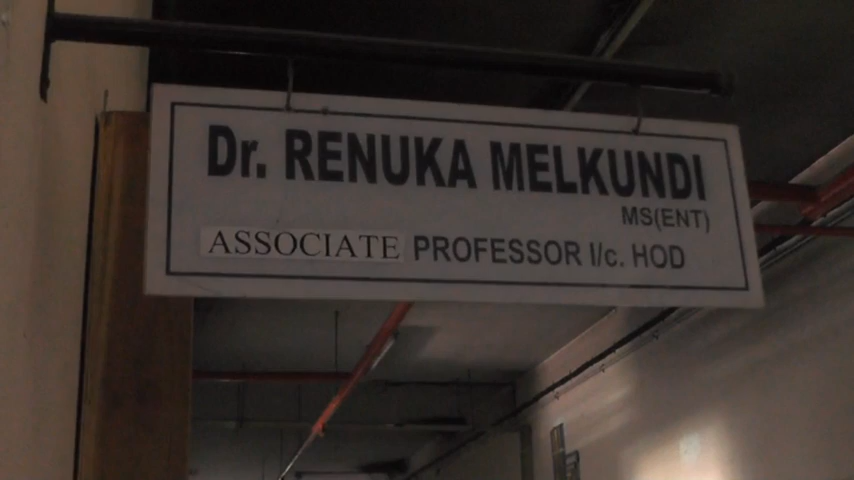 Dr. RENUKA MELKUNDI
MS(ENT)
ASSOCIATE PROFESSOR I/c. HOD